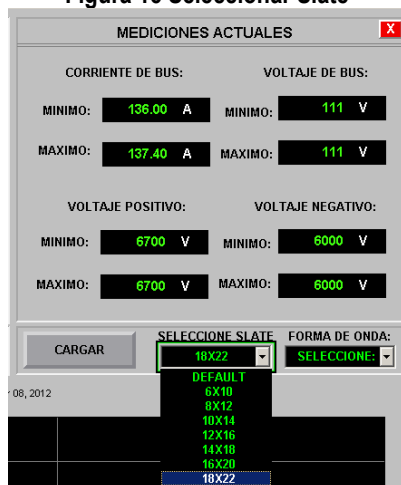 Figura 16 Seleccionar Slate
MEDICIONES ACTUALES X
CORRIENTE DE BUS: VOLTAJE DE BUS:
MINIMO: 136.00 A MINIMO: 111 V
MAXIMO: 137.40 A MAXIMO: 111 V
VOLTAJE POSITIVO: VOLTAJE NEGATIVO:
MINIMO: 6700 V MINIMO: 6000 V
MAXIMO: 6700 V MAXIMO: 6000 V
SELECCIONE SLATE FORMA DE ONDA:
CARGAR 18X22 SELECCIONE:
DEFAULT
08, 2012 6X10
8X12
10X14
12X16
14X18
16X20
18X22